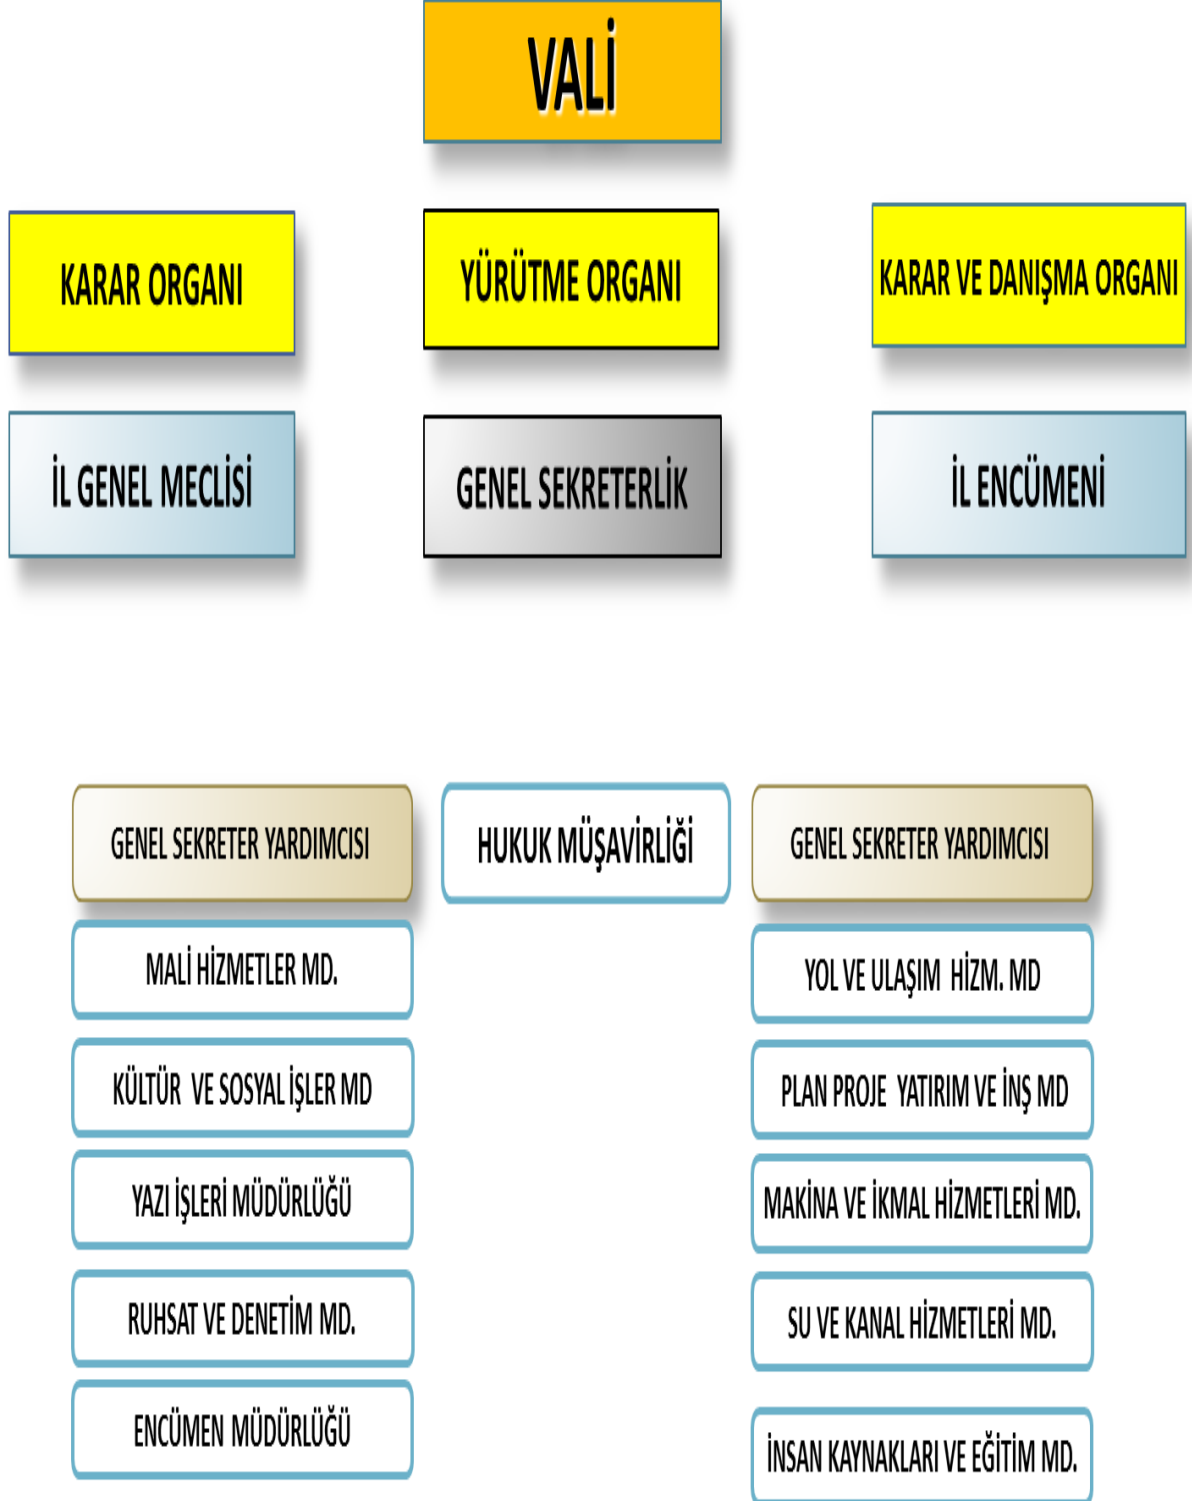 VALİ
KARAR ORGANI
YÜRÜTME ORGANI
KARAR VE DANIŞMA ORGANI
İL GENEL MECLİSİ
GENEL SEKRETERLİK
İL ENCÜMENİ
GENEL SEKRETER YARDIMCISI
HUKUK MÜŞAVİRLİĞİ
GENEL SEKRETER YARDIMCISI
MALİ HİZMETLER MD.
KÜLTÜR VE SOSYAL İŞLER MD
YAZI İŞLERİ MÜDÜRLÜĞÜ
RUHSAT VE DENETİM MD.
ENCÜMEN MÜDÜRLÜĞÜ
YOL VE ULAŞIM HİZM. MD
PLAN PROJE YATIRIM VE İNŞ MD
MAKİNA VE İKMAL HİZMETLERİ MD.
SU VE KANAL HİZMETLERİ MD.
İNSAN KAYNAKLARI VE EĞİTİM MD.